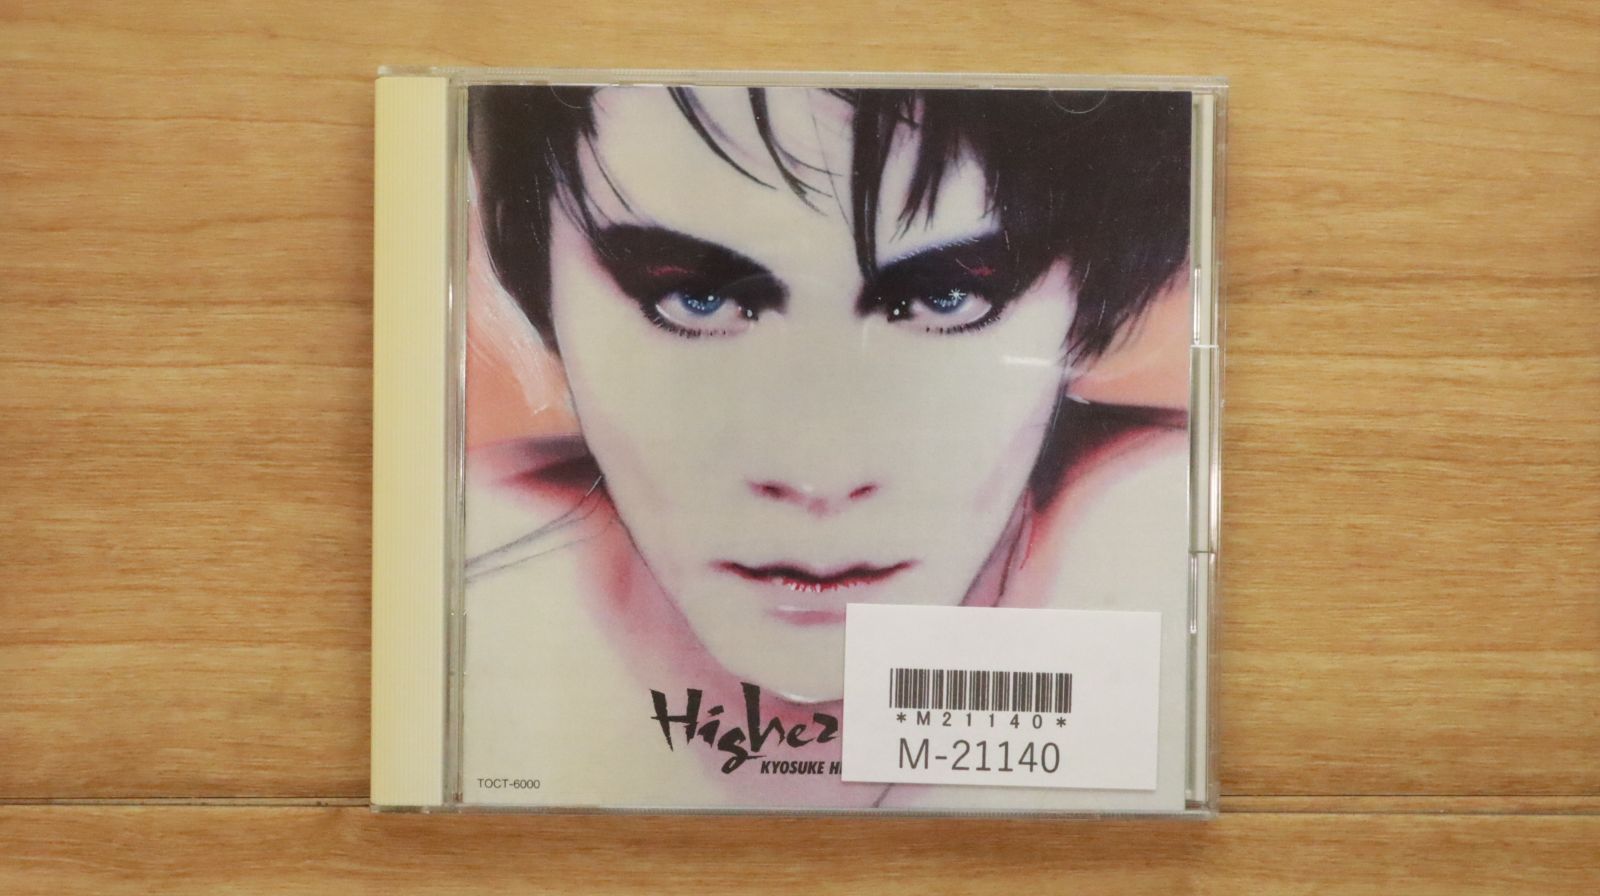 Higher
KYOSUKE
TOCT-6000
*M21140*
M-21140